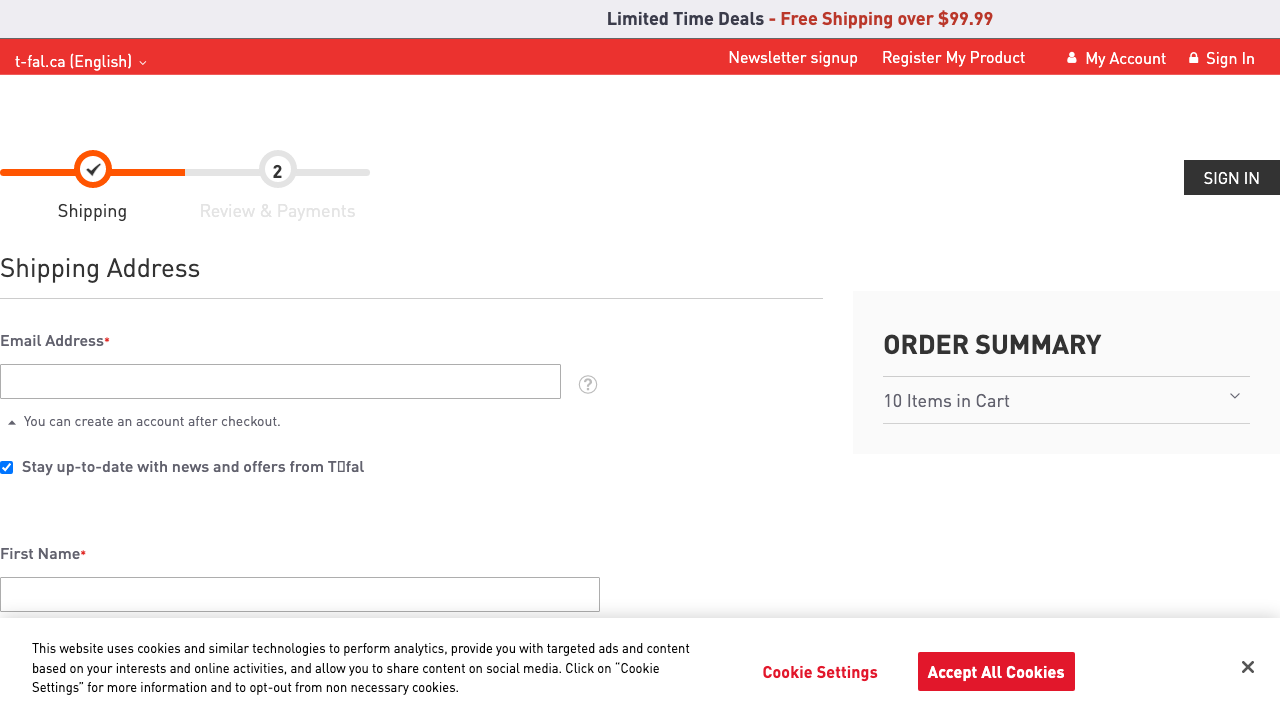 Limited Time Deals - Free Shipping over $99.99
t-fal.ca (English)
Newsletter signup
Register My Product
My Account
Sign In
2
Shipping
Review & Payments
SIGN IN
Shipping Address
Email Address*
?
You can create an account after checkout.
Stay up-to-date with news and offers from T▯fal
First Name*
ORDER SUMMARY
10 Items in Cart
This website uses cookies and similar technologies to perform analytics, provide you with targeted ads and content
based on your interests and online activities, and allow you to share content on social media. Click on "Cookie
Settings" for more information and to opt-out from non necessary cookies.
Cookie Settings
Accept All Cookies